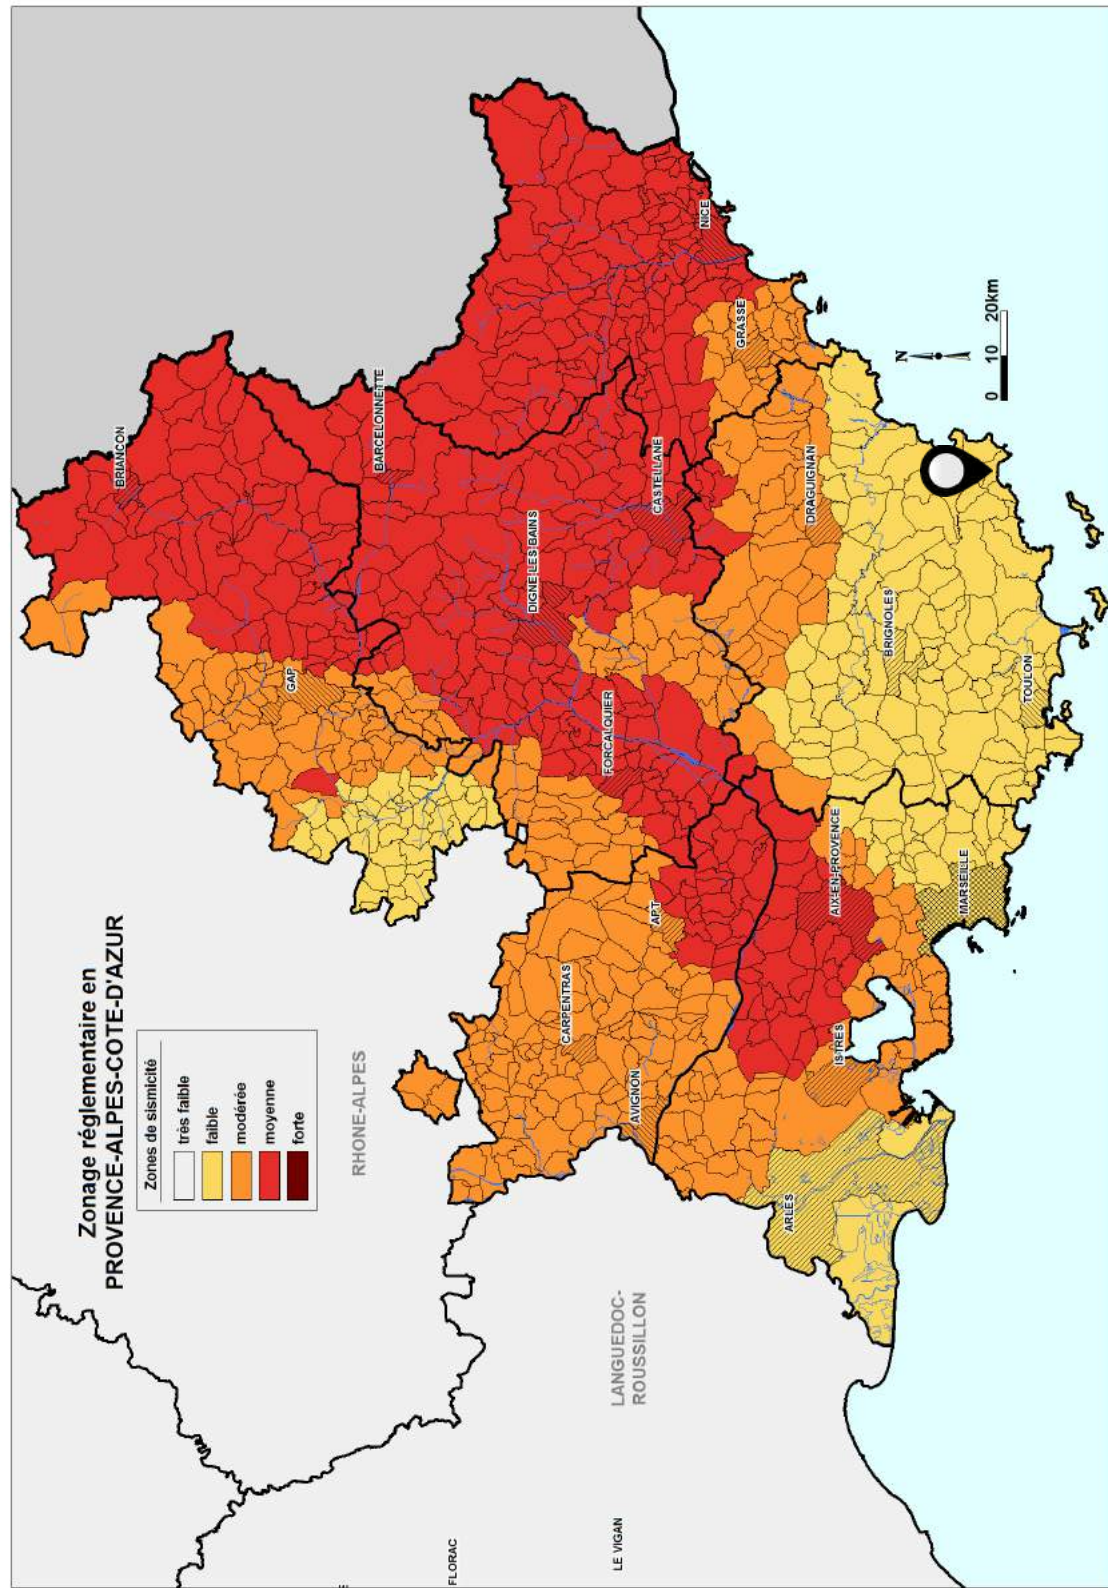 Zonage réglementaire en
PROVENCE-ALPES-COTE-D'AZUR
Zones de sismicité
très faible
faible
modérée
moyenne
forte
RHONE-ALPES
LANGUEDOC-
ROUSSILLON
FLORAC
LE VIGAN
BRIANCON
GAP
BARCELONNETTE
DIGNE-LES-BAINS
FORCALQUIER
CASTELLANE
CARPENTRAS
APT
AVIGNON
NICE
GRASSE
DRAGUIGNAN
AIX-EN-PROVENCE
ISTRES
ARLES
BRIGNOLES
MARSEILLE
TOULON
N
0 10 20km